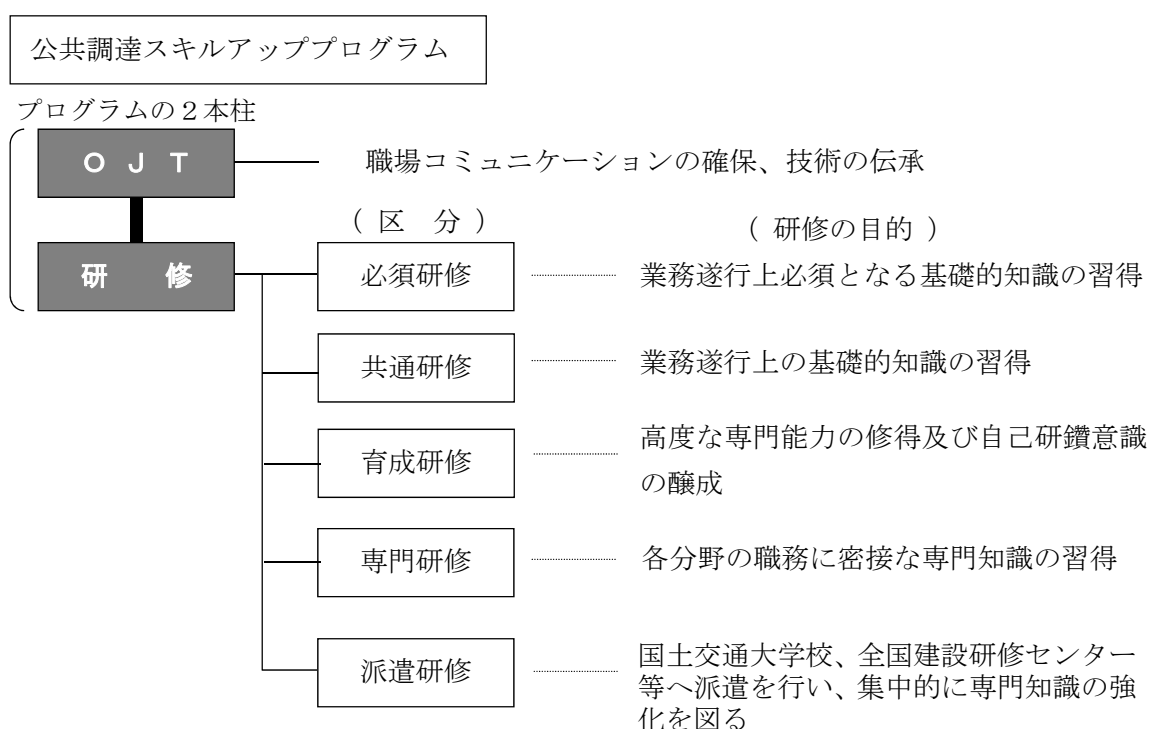 公共調達スキルアッププログラム
プログラムの２本柱
ＯＪＴ
職場コミュニケーションの確保、技術の伝承
（ 区　分 ）
（ 研修の目的 ）
研　修
必須研修
業務遂行上必須となる基礎的知識の習得
共通研修
業務遂行上の基礎的知識の習得
育成研修
高度な専門能力の修得及び自己研鑽意識
の醸成
専門研修
各分野の職務に密接な専門知識の習得
派遣研修
国土交通大学校、全国建設研修センター
等へ派遣を行い、集中的に専門知識の強
化を図る